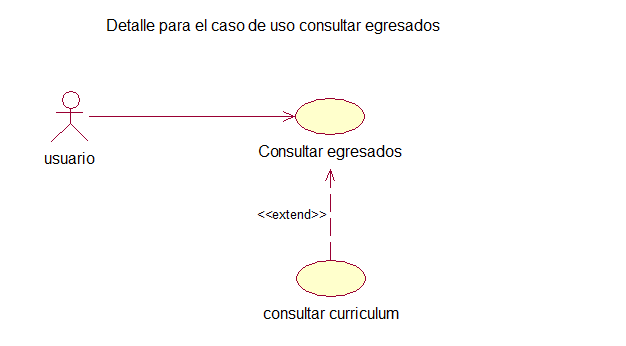 Detalle para el caso de uso consultar egresados
usuario
Consultar egresados
<<extend>>
consultar curriculum